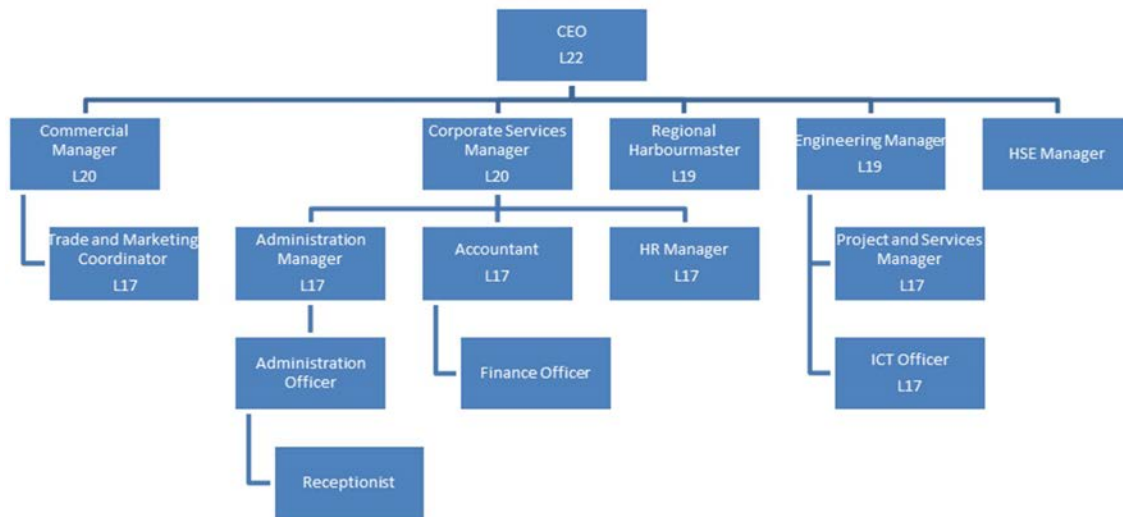 CEO
L22
Commercial
Manager
L20
Corporate Services
Manager
L20
Regional
Harbourmaster
L19
Engineering Manager
L19
HSE Manager
Trade and Marketing
Coordinator
L17
Administration
Manager
L17
Accountant
L17
HR Manager
L17
Project and Services
Manager
L17
Administration
Officer
Finance Officer
ICT Officer
L17
Receptionist